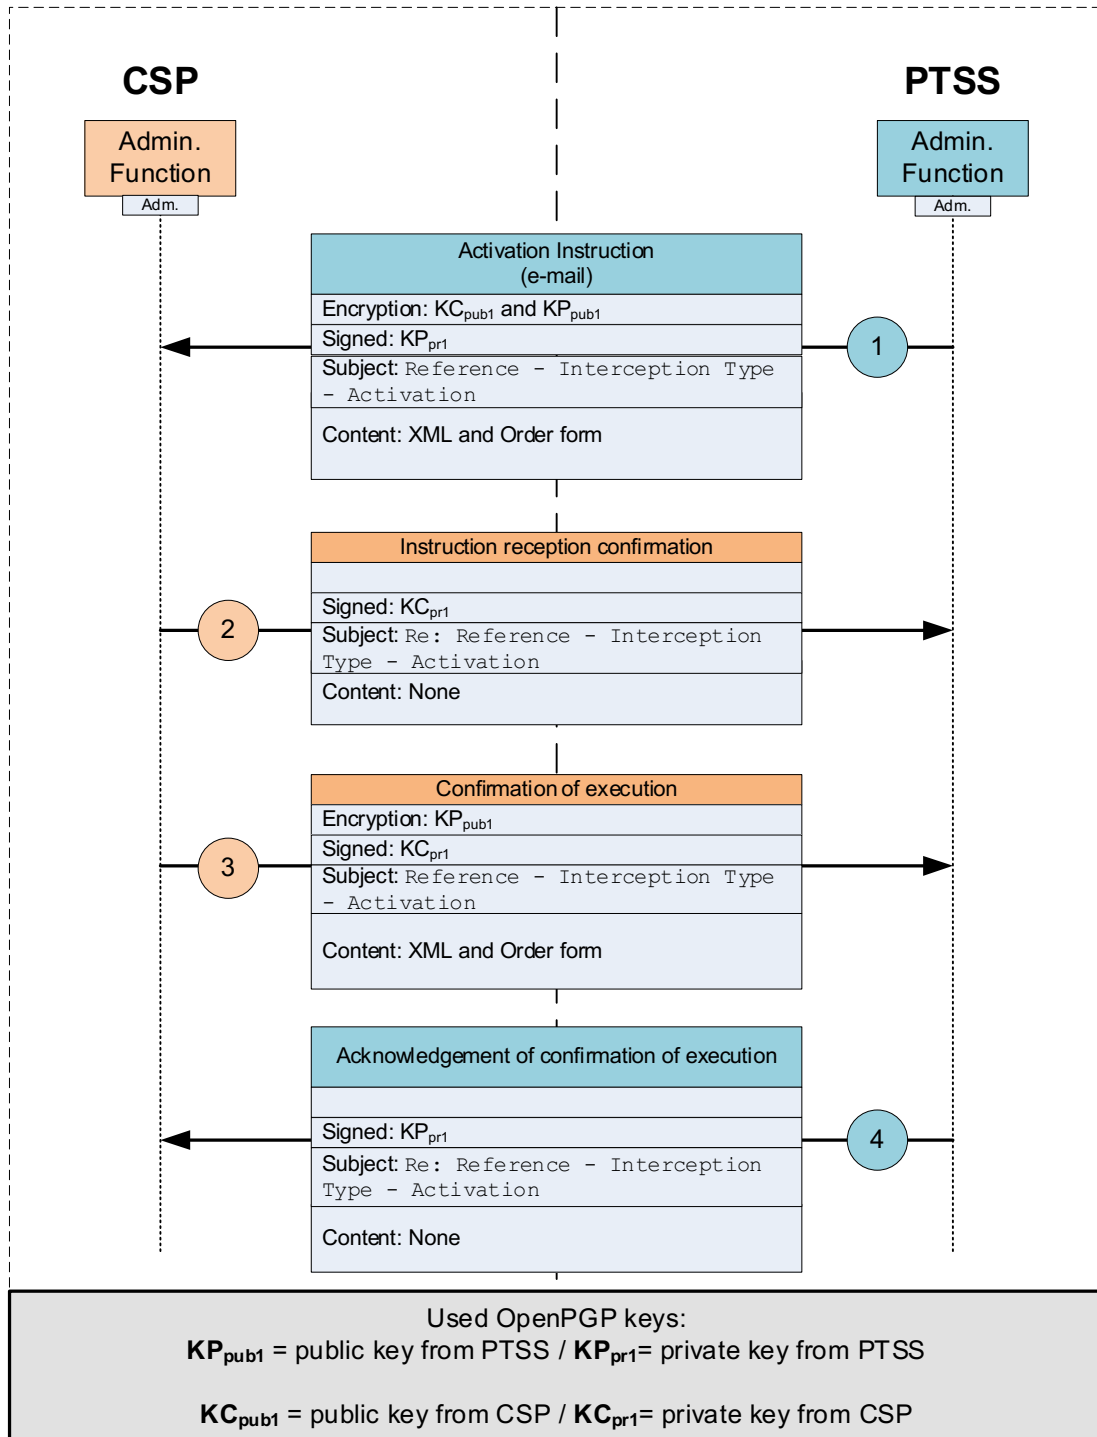 CSP
PTSS
Admin.
Function
Adm.
Admin.
Function
Adm.
Activation Instruction
(e-mail)
Encryption: KCpub1 and KPpub1
Signed: KPpr1
Subject: Reference - Interception Type
- Activation
Content: XML and Order form
1
Instruction reception confirmation
Signed: KCpr1
Subject: Re: Reference - Interception
Type - Activation
Content: None
2
Confirmation of execution
Encryption: KPpub1
Signed: KCpr1
Subject: Reference - Interception Type
- Activation
Content: XML and Order form
3
Acknowledgement of confirmation of execution
Signed: KPpr1
Subject: Re: Reference - Interception
Type - Activation
Content: None
4
Used OpenPGP keys:
KPpub1 = public key from PTSS / KPpr1= private key from PTSS
KCpub1 = public key from CSP / KCpr1= private key from CSP